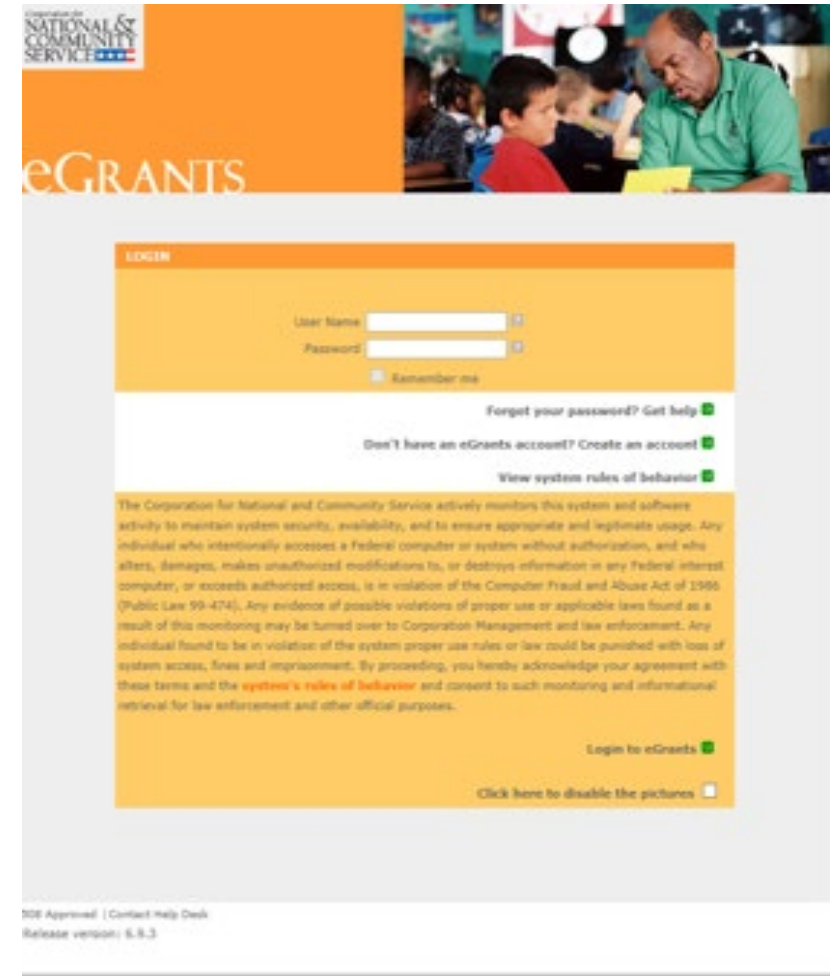 Corporation for
NATIONAL &
COMMUNITY
SERVICE
eGRANTS
LOGIN
User Name
Password
Remember me
Forgot your password? Get help
Don't have an eGrants account? Create an account
View system rules of behavior
The Corporation for National and Community Service actively monitors this system and software
activity to maintain system security, availability, and to ensure appropriate and legitimate usage. Any
individual who intentionally accesses a Federal computer or system without authorization, and who
alters, damages, makes unauthorized modifications to, or destroys information in any Federal interest
computer, or exceeds authorized access, is in violation of the Computer Fraud and Abuse Act of 1986
(Public Law 99-474). Any evidence of possible violations of proper use or applicable laws found as a
result of this monitoring may be turned over to Corporation Management and law enforcement. Any
individual found to be in violation of the system proper use rules or law could be punished with loss of
system access, fines and imprisonment. By proceeding, you hereby acknowledge your agreement with
these terms and the system's rules of behavior and consent to such monitoring and informational
retrieval for law enforcement and other official purposes.
Login to eGrants
Click here to disable the pictures
508 Approved | Contact Help Desk
Release version: 6.9.3